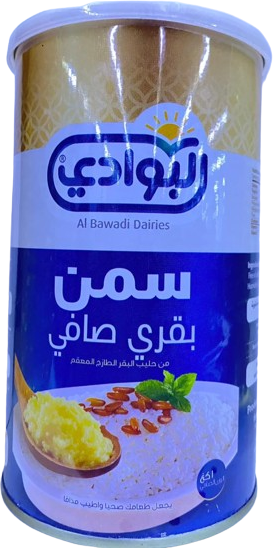 البوادي
®
Al Bawadi Dairies
سمن
بقري صافي
من حليب البقر الطازج المعقم
يجعل طعامك صحيا واطيب مذاقا